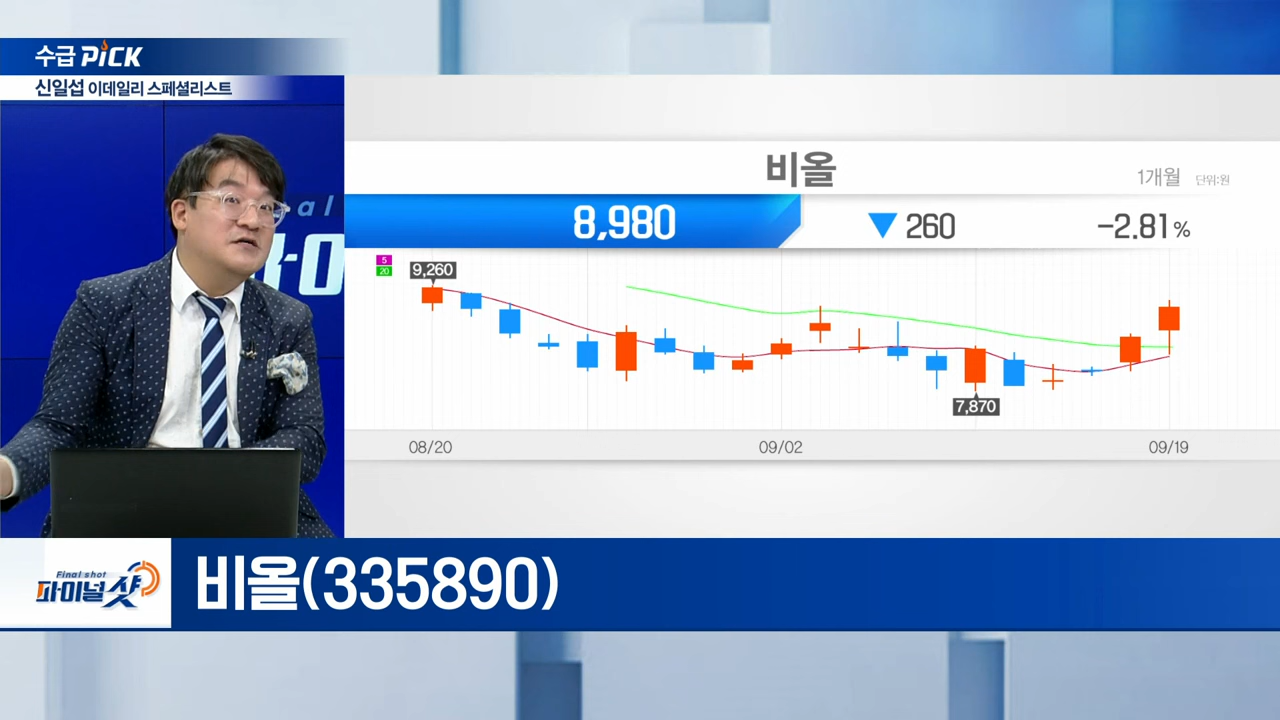 수급 PiCK
신일섭 이데일리 스페셜리스트
비올
1개월 단위:원
8,980 ▼ 260 -2.81 %
5
20
9,260
7,870
08/20 09/02 09/19
Final shot
파이널샷
비올(335890)